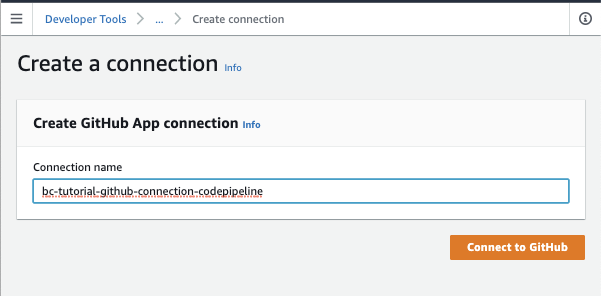 Developer Tools > ... > Create connection
Create a connection Info
Create GitHub App connection Info
Connection name
bc-tutorial-github-connection-codepipeline
Connect to GitHub